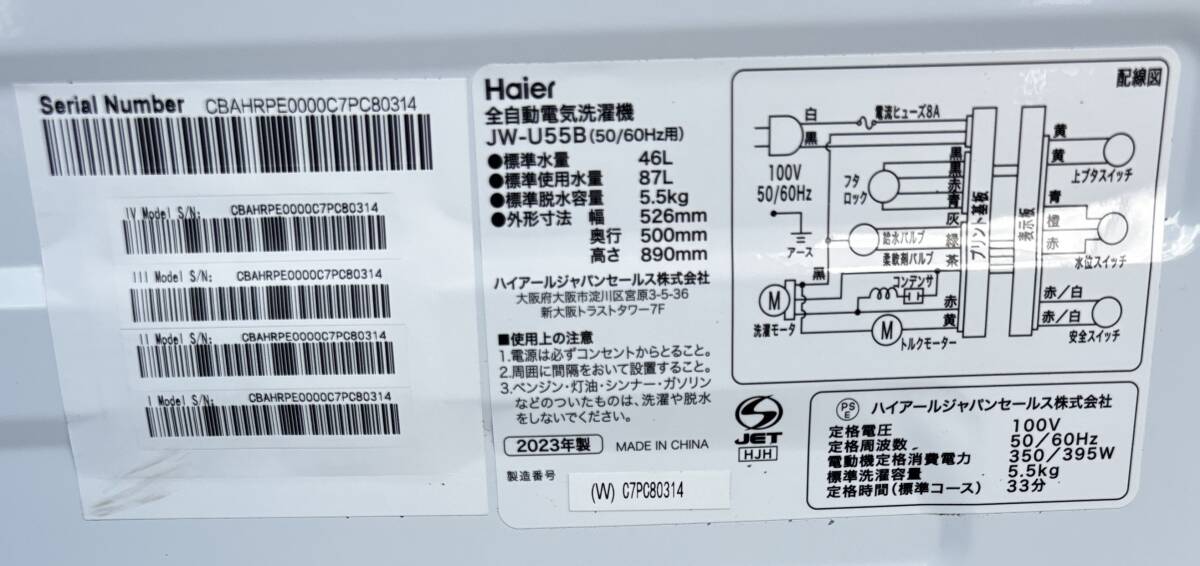 Serial Number CBAHRPE0000C7PC80314
IV Model S/N: CBAHRPE0000C7PC80314
III Model S/N: CBAHRPE0000C7PC80314
II Model S/N: CBAHRPE0000C7PC80314
I Model S/N: CBAHRPE0000C7PC80314
Haier
全自動電気洗濯機
JW-U55B(50/60Hz用)
●標準水量 46L
●標準使用水量 87L
●標準脱水容量 5.5kg
●外形寸法 幅 526mm
奥行 500mm
高さ 890mm
ハイアールジャパンセールス株式会社
大阪府大阪市淀川区宮原3-5-36
新大阪トラストタワー7F
■使用上の注意
1.電源は必ずコンセントからとること。
2.周囲に間隔をおいて設置すること。
3.ベンジン・灯油・シンナー・ガソリン
などのついたものは、洗濯や脱水
をしないでください。
2023年製 MADE IN CHINA
製造番号
(W) C7PC80314
配線図
白
黒
電流ヒューズ8A
100V
50/60Hz
アース
フタ
ロック
黒
黒
赤
青
灰
給水バルブ 緑
柔軟剤バルブ 茶
コンデンサ
黒
赤
黄
M
洗濯モータ
M
トルクモーター
プリント基板
表示板
黄
黄
上ブタスイッチ
青
橙
赤
水位スイッチ
赤/白
赤/白
安全スイッチ
S
JET
HJH
PS
E
ハイアールジャパンセールス株式会社
定格電圧 100V
定格周波数 50/60Hz
電動機定格消費電力 350/395W
標準洗濯容量 5.5kg
定格時間(標準コース) 33分